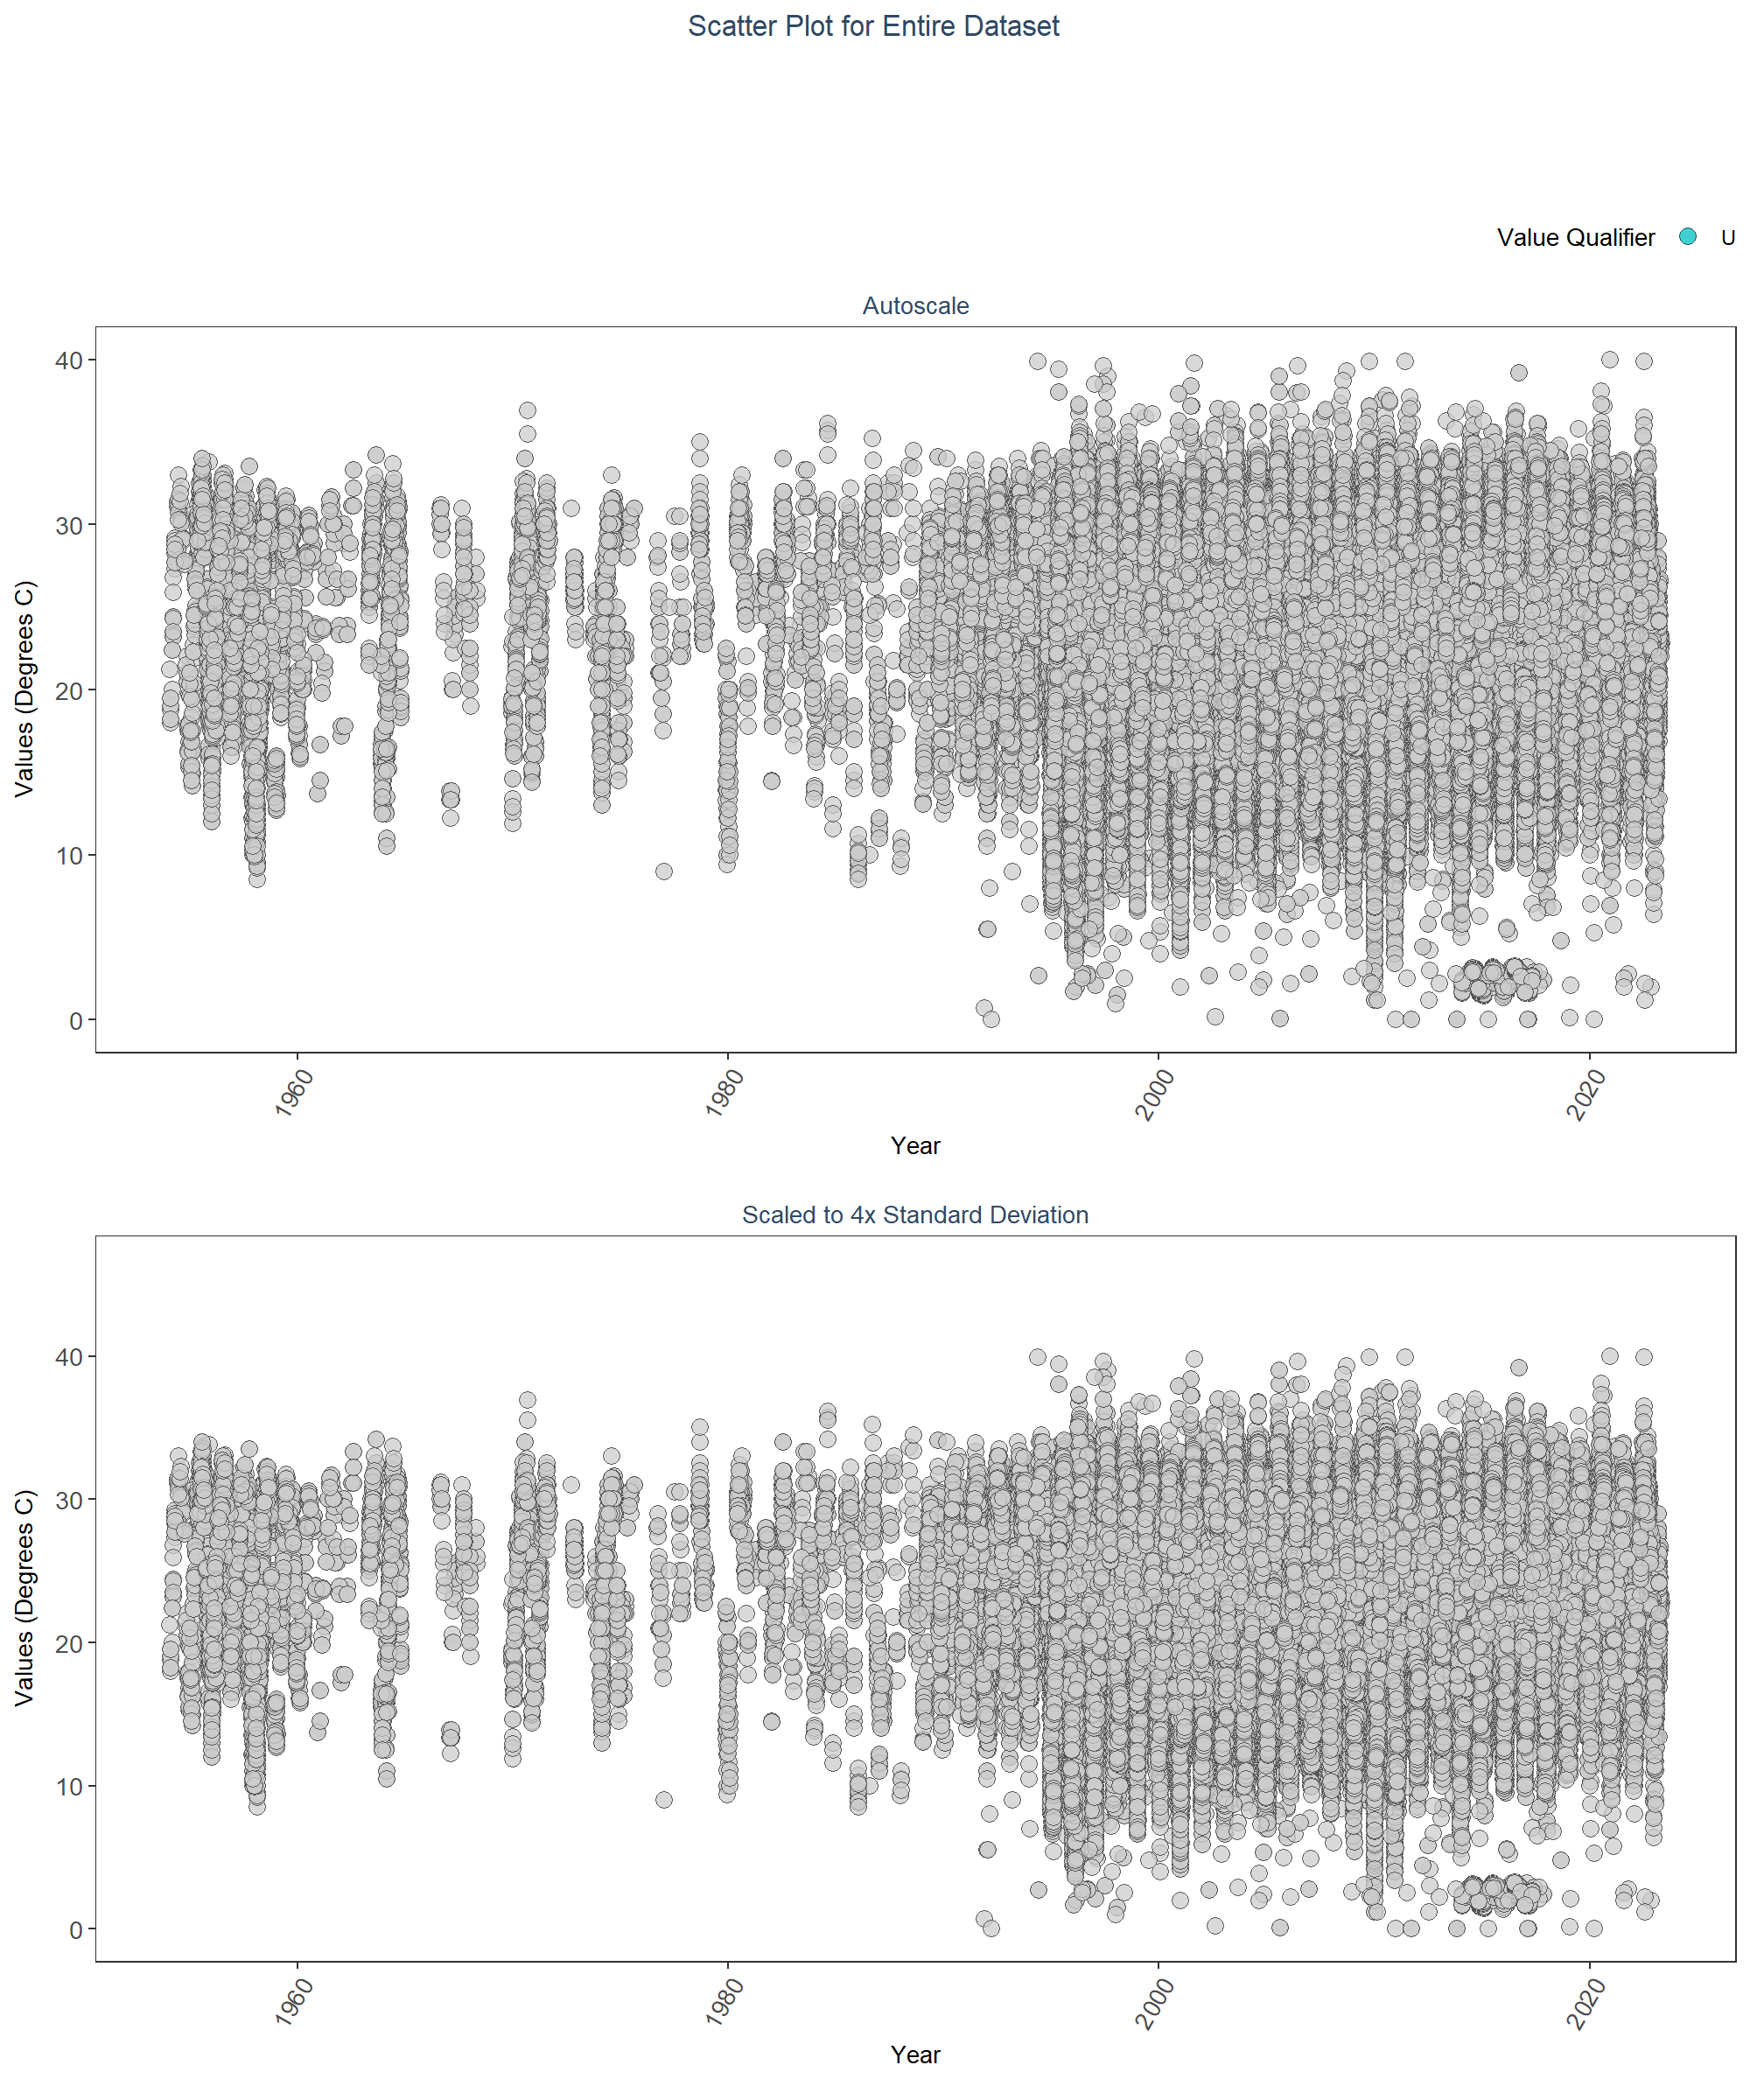 Scatter Plot for Entire Dataset
Value Qualifier U
Autoscale
Values (Degrees C)
40
30
20
10
0
1960 1980 2000 2020
Year
Scaled to 4x Standard Deviation
Values (Degrees C)
40
30
20
10
0
1960 1980 2000 2020
Year